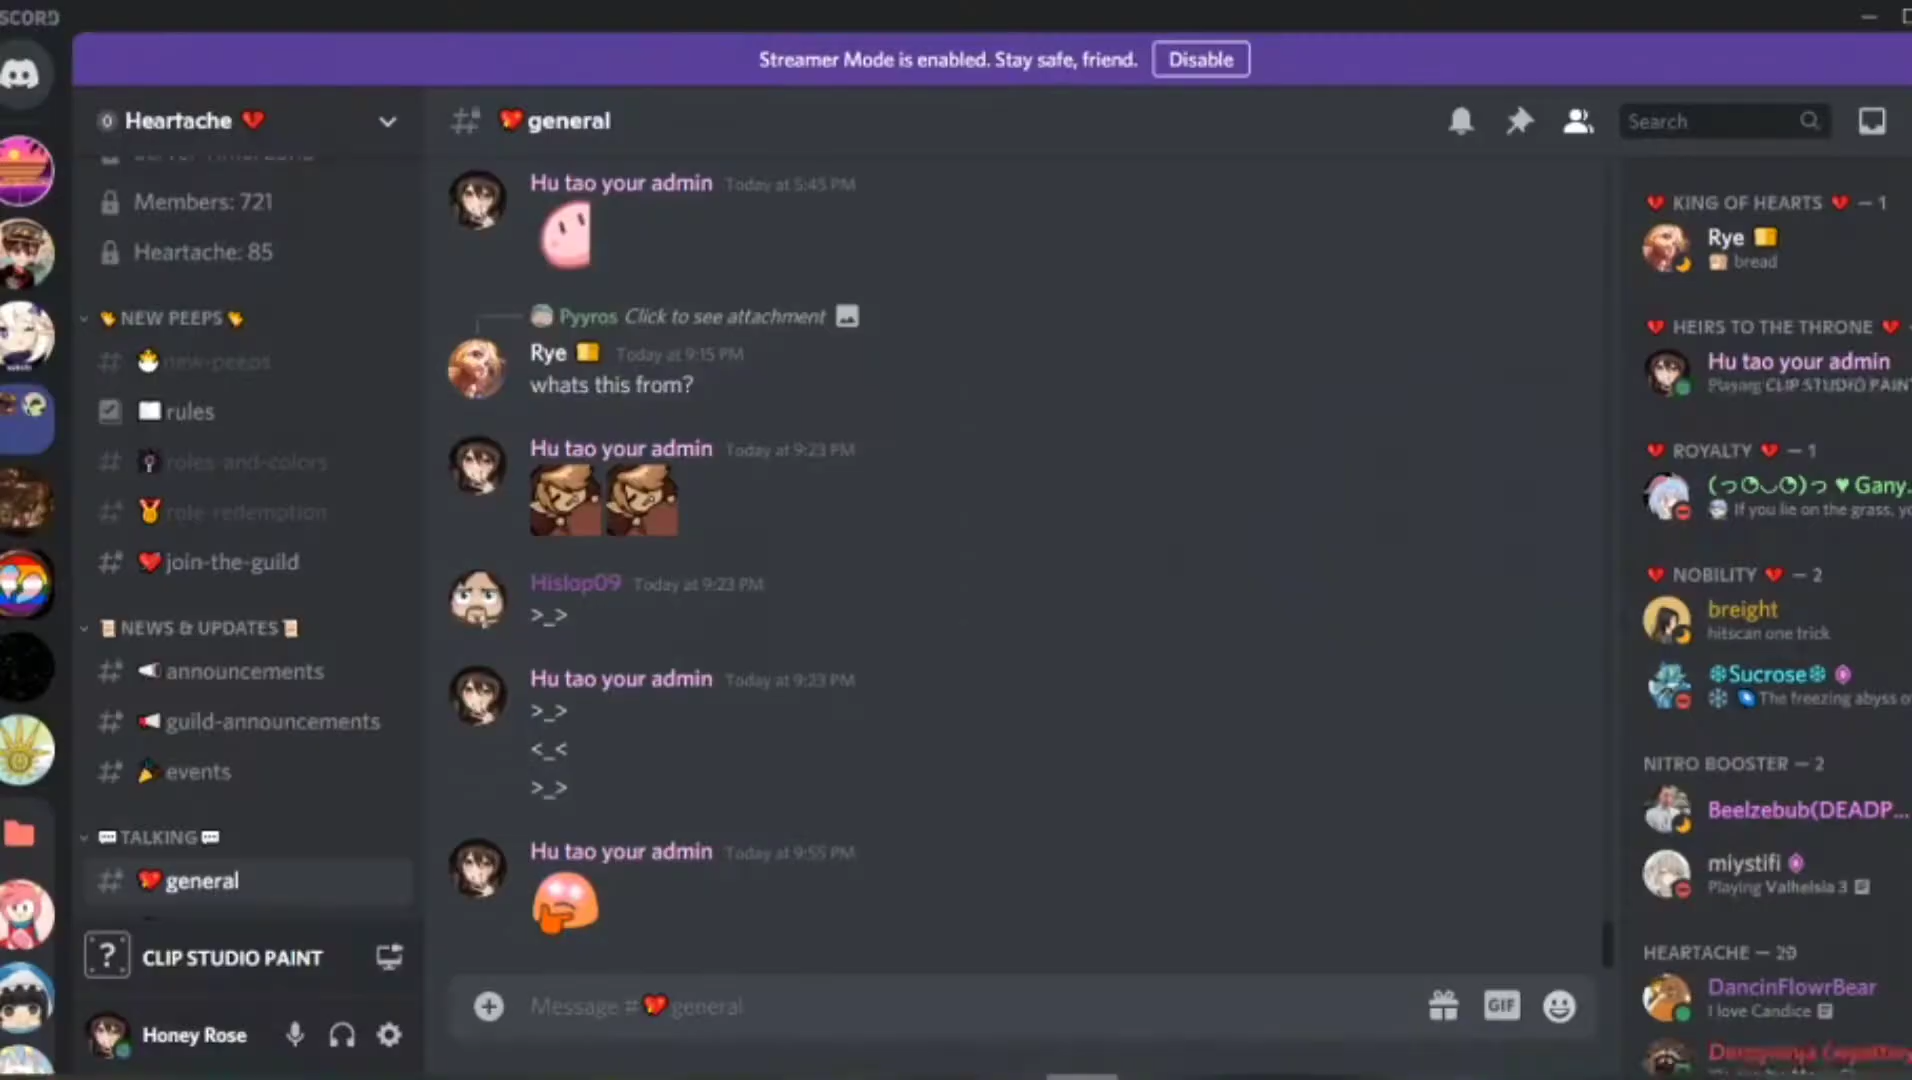 SCORD
Streamer Mode is enabled. Stay safe, friend.
Disable
Heartache
Members: 721
Heartache: 85
NEW PEEPS
new-peeps
rules
roles-and-colors
role-redemption
join-the-guild
NEWS & UPDATES
announcements
guild-announcements
events
TALKING
general
CLIP STUDIO PAINT
Honey Rose
general
Search
Hu tao your admin Today at 5:45 PM
Pyyros Click to see attachment
Rye Today at 9:15 PM
whats this from?
Hu tao your admin Today at 9:23 PM
Hislop09 Today at 9:23 PM
>_>
Hu tao your admin Today at 9:23 PM
>_>
<_<
>_>
Hu tao your admin Today at 9:55 PM
Message # general
GIF
KING OF HEARTS — 1
Rye
bread
HEIRS TO THE THRONE
Hu tao your admin
Playing CLIP STUDIO PAINT
ROYALTY — 1
(っ◔◡◔)っ ♥ Gany...
If you lie on the grass, yo
NOBILITY — 2
breight
hitscan one trick
❄Sucrose❄
The freezing abyss o
NITRO BOOSTER — 2
Beelzebub(DEADP...
miystifi
Playing Valhelsia 3
HEARTACHE — 29
DancinFlowrBear
I love Candice